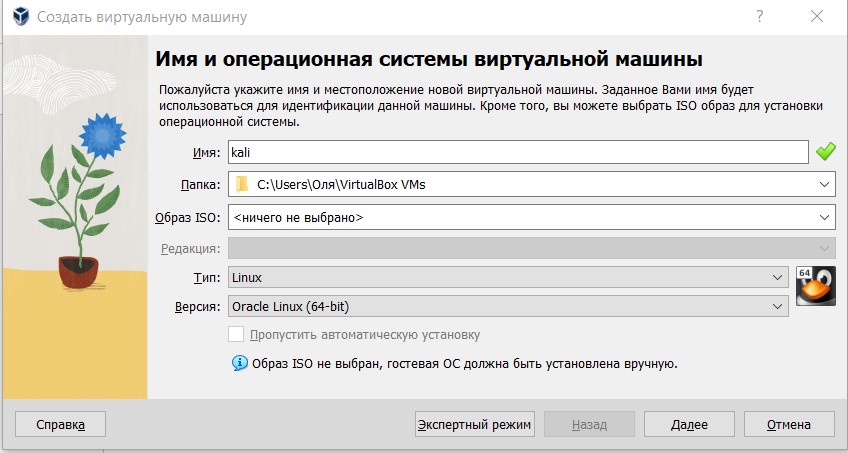 Создать виртуальную машину
Имя и операционная системы виртуальной машины
Пожалуйста укажите имя и местоположение новой виртуальной машины. Заданное Вами имя будет
использоваться для идентификации данной машины. Кроме того, вы можете выбрать ISO образ для установки
операционной системы.
Имя: kali
Папка: C:\Users\Оля\VirtualBox VMs
Образ ISO: <ничего не выбрано>
Редакция:
Тип: Linux
64
Версия: Oracle Linux (64-bit)
Пропустить автоматическую установку
Образ ISO не выбран, гостевая ОС должна быть установлена вручную.
Справка Экспертный режим Назад Далее Отмена